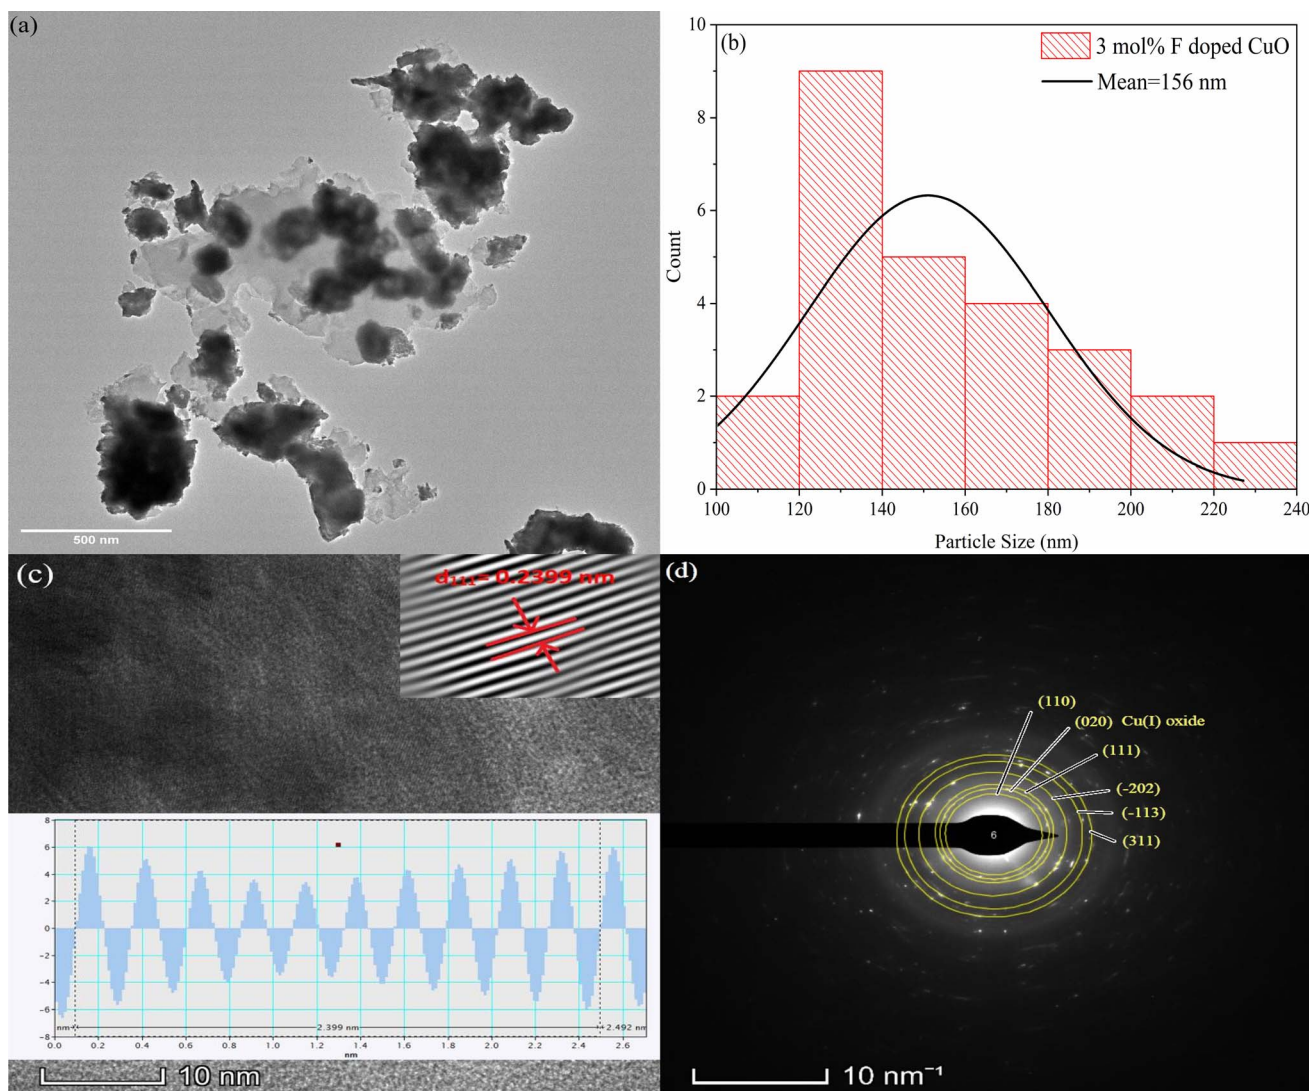 (a)
500 nm
(b)
3 mol% F doped CuO
Mean=156 nm
10
8
6
4
2
0
Count
100 120 140 160 180 200 220 240
Particle Size (nm)
(c)
d₁₁₁= 0.2399 nm
8
6
4
2
0
-2
-4
-6
-8
nm 2.399 nm 2.492 nm
0.0 0.2 0.4 0.6 0.8 1.0 1.2 1.4 1.6 1.8 2.0 2.2 2.4 2.6
nm
10 nm
(d)
(110)
(020) Cu(I) oxide
(111)
(-202)
(-113)
(311)
6
10 nm⁻¹